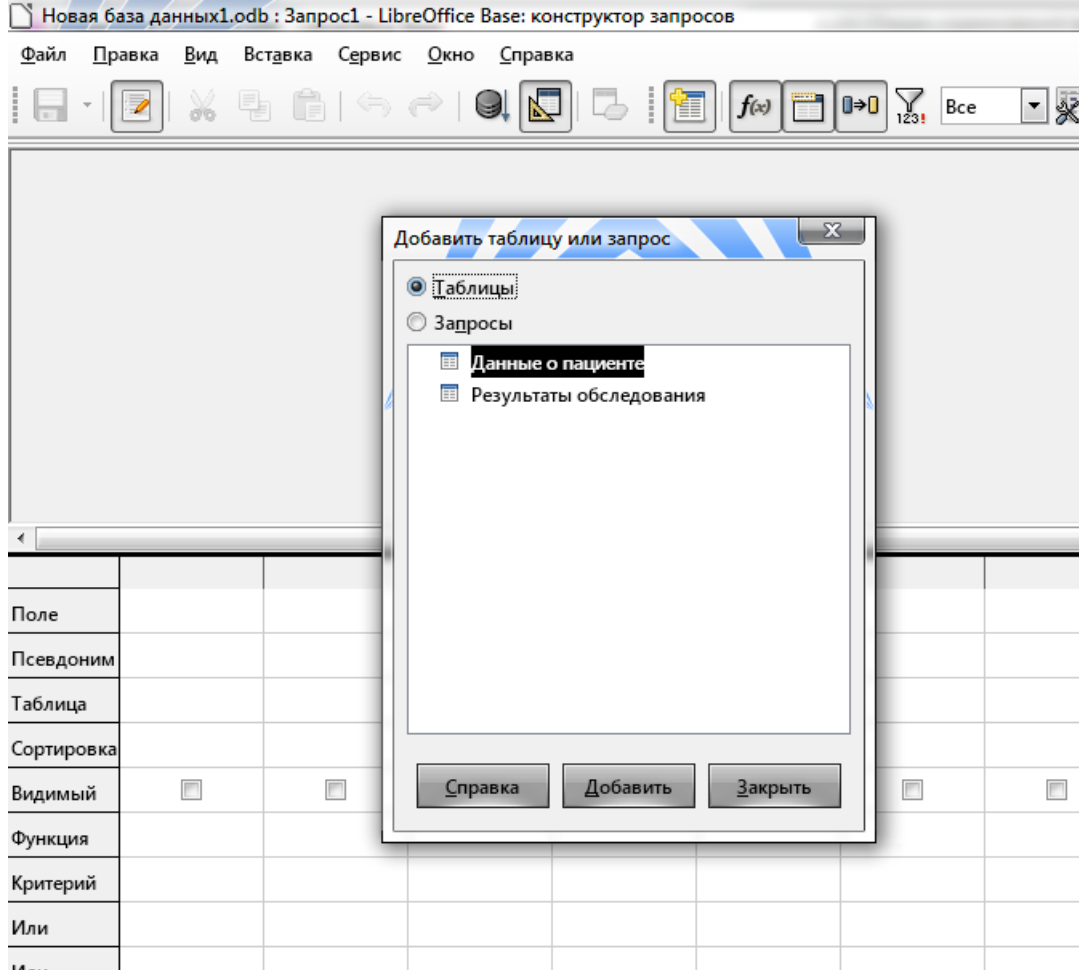 Новая база данных1.odb : Запрос1 - LibreOffice Base: конструктор запросов
Файл Правка Вид Вставка Сервис Окно Справка
f(x) 123! Все
Добавить таблицу или запрос
Таблицы
Запросы
Данные о пациенте
Результаты обследования
Справка Добавить Закрыть
Поле
Псевдоним
Таблица
Сортировка
Видимый
Функция
Критерий
Или
Или